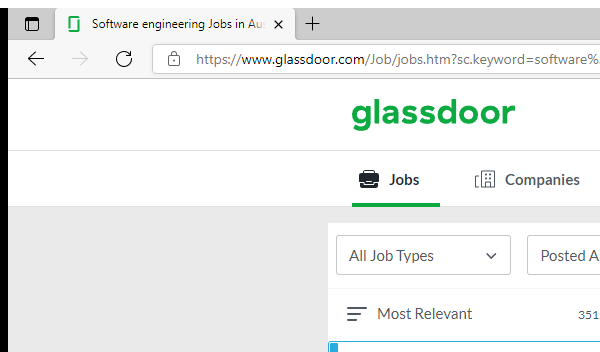 Software engineering Jobs in Aus
https://www.glassdoor.com/Job/jobs.htm?sc.keyword=software%
glassdoor
Jobs Companies
All Job Types Posted A
Most Relevant 351